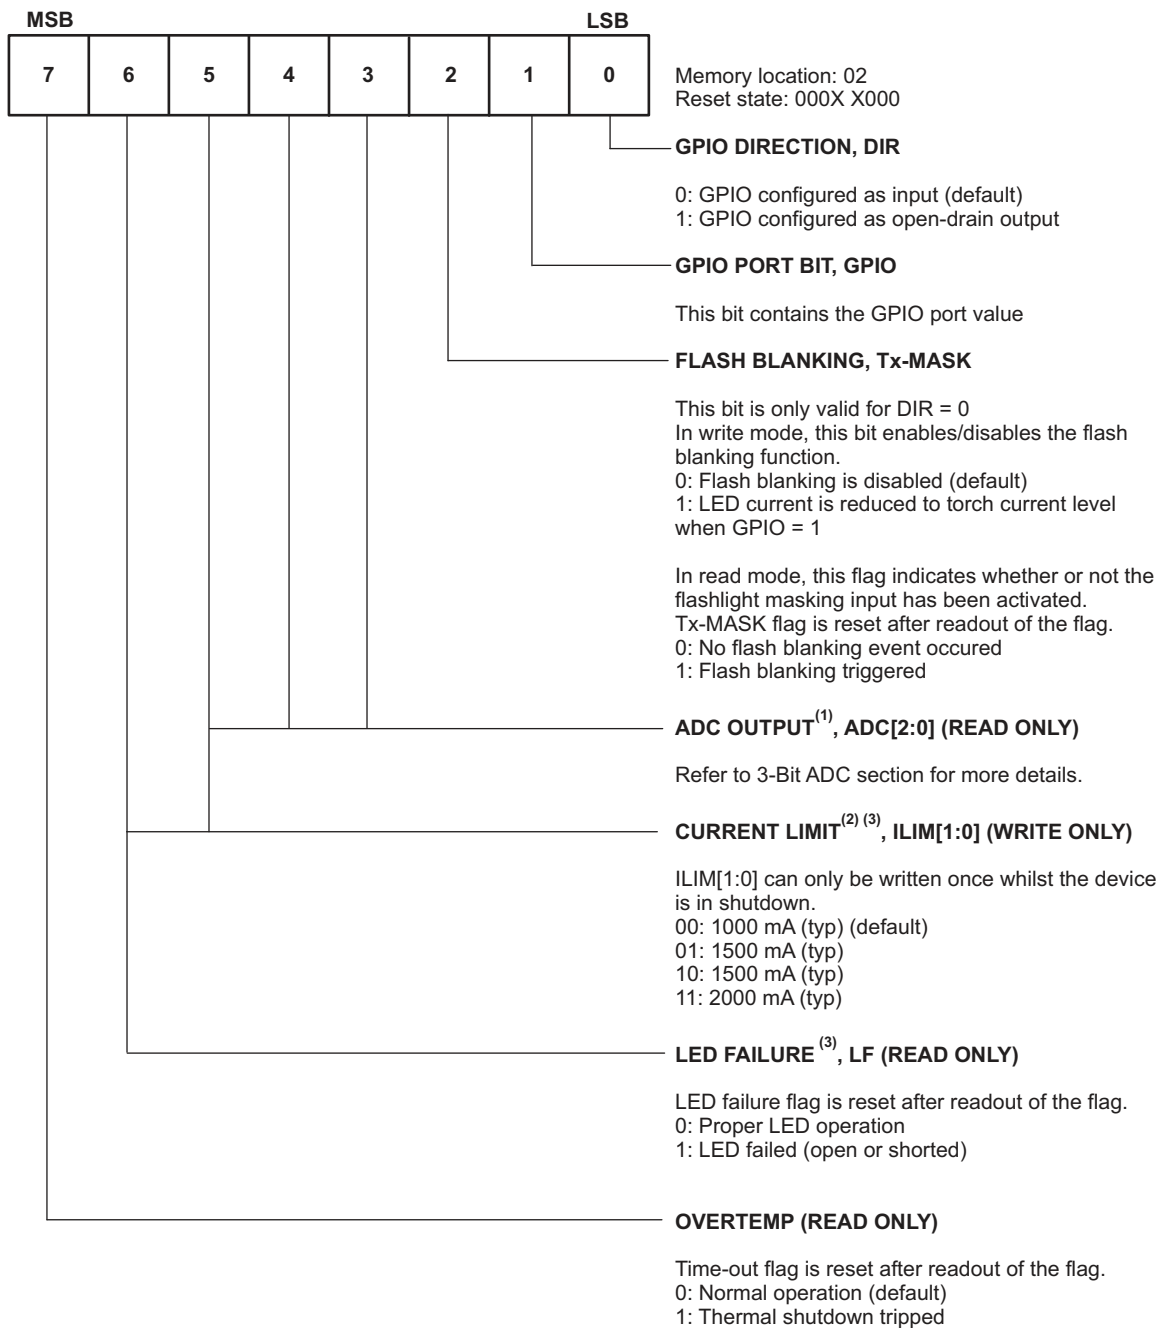 MSB LSB
7 6 5 4 3 2 1 0
Memory location: 02
Reset state: 000X X000
GPIO DIRECTION, DIR
0: GPIO configured as input (default)
1: GPIO configured as open-drain output
GPIO PORT BIT, GPIO
This bit contains the GPIO port value
FLASH BLANKING, Tx-MASK
This bit is only valid for DIR = 0
In write mode, this bit enables/disables the flash
blanking function.
0: Flash blanking is disabled (default)
1: LED current is reduced to torch current level
when GPIO = 1
In read mode, this flag indicates whether or not the
flashlight masking input has been activated.
Tx-MASK flag is reset after readout of the flag.
0: No flash blanking event occured
1: Flash blanking triggered
ADC OUTPUT(1), ADC[2:0] (READ ONLY)
Refer to 3-Bit ADC section for more details.
CURRENT LIMIT(2) (3), ILIM[1:0] (WRITE ONLY)
ILIM[1:0] can only be written once whilst the device
is in shutdown.
00: 1000 mA (typ) (default)
01: 1500 mA (typ)
10: 1500 mA (typ)
11: 2000 mA (typ)
LED FAILURE (3), LF (READ ONLY)
LED failure flag is reset after readout of the flag.
0: Proper LED operation
1: LED failed (open or shorted)
OVERTEMP (READ ONLY)
Time-out flag is reset after readout of the flag.
0: Normal operation (default)
1: Thermal shutdown tripped